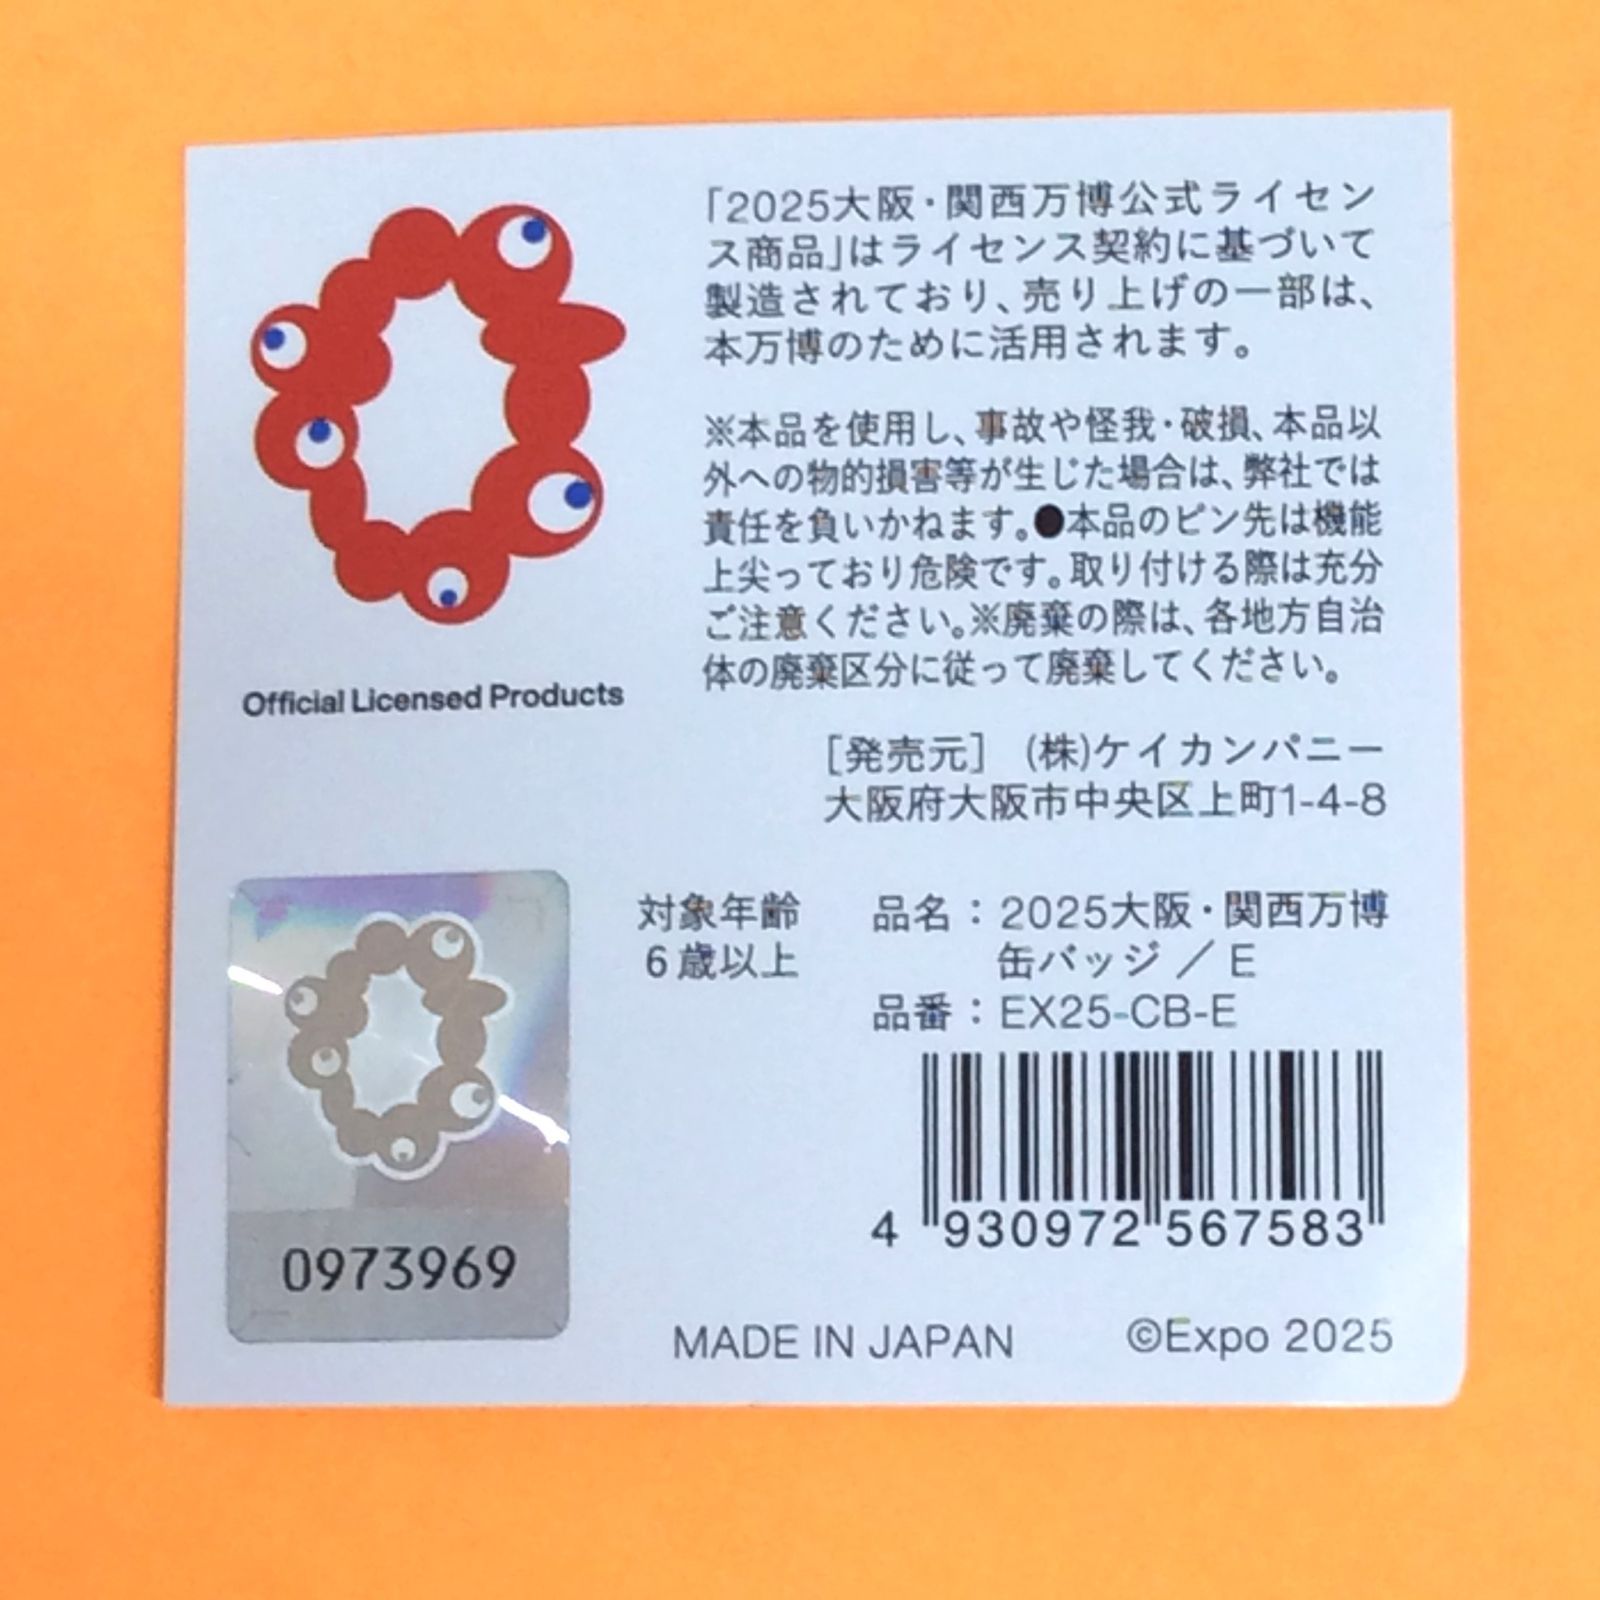 「2025大阪・関西万博公式ライセン
ス商品」はライセンス契約に基づいて
製造されており、売り上げの一部は、
本万博のために活用されます。
※本品を使用し、事故や怪我・破損、本品以
外への物的損害等が生じた場合は、弊社では
責任を負いかねます。●本品のピン先は機能
上尖っており危険です。取り付ける際は充分
ご注意ください。※廃棄の際は、各地方自治
体の廃棄区分に従って廃棄してください。
Official Licensed Products
［発売元］ (株)ケイカンパニー
大阪府大阪市中央区上町1-4-8
対象年齢
6歳以上
品名：2025大阪・関西万博
缶バッジ／E
品番：EX25-CB-E
4 930972 567583
0973969
MADE IN JAPAN
©Expo 2025